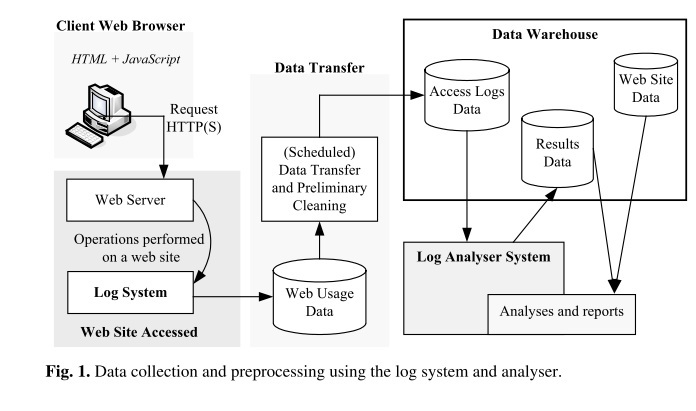 Client Web Browser
HTML + JavaScript
Request
HTTP(S)
Web Server
Operations performed
on a web site
Log System
Web Site Accessed
Data Transfer
(Scheduled)
Data Transfer
and Preliminary
Cleaning
Web Usage
Data
Data Warehouse
Access Logs
Data
Results
Data
Web Site
Data
Log Analyser System
Analyses and reports
Fig. 1. Data collection and preprocessing using the log system and analyser.